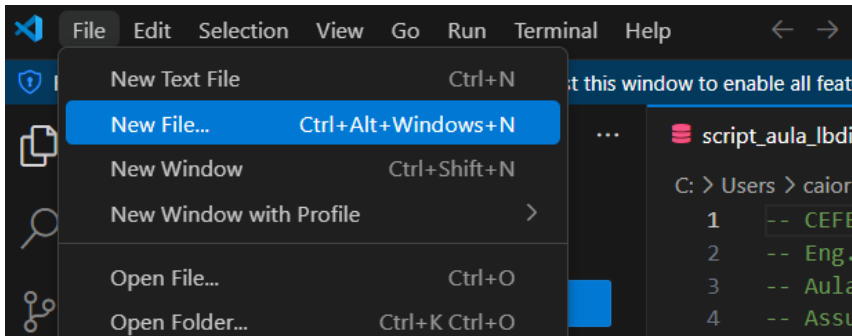 File Edit Selection View Go Run Terminal Help
New Text File Ctrl+N
t this window to enable all feat
New File... Ctrl+Alt+Windows+N
script_aula_lbdi
New Window Ctrl+Shift+N
C: > Users > caior
New Window with Profile
1 -- CEFE
2 -- Eng.
Open File... Ctrl+O
3 -- Aula
Open Folder... Ctrl+K Ctrl+O
4 -- Assu